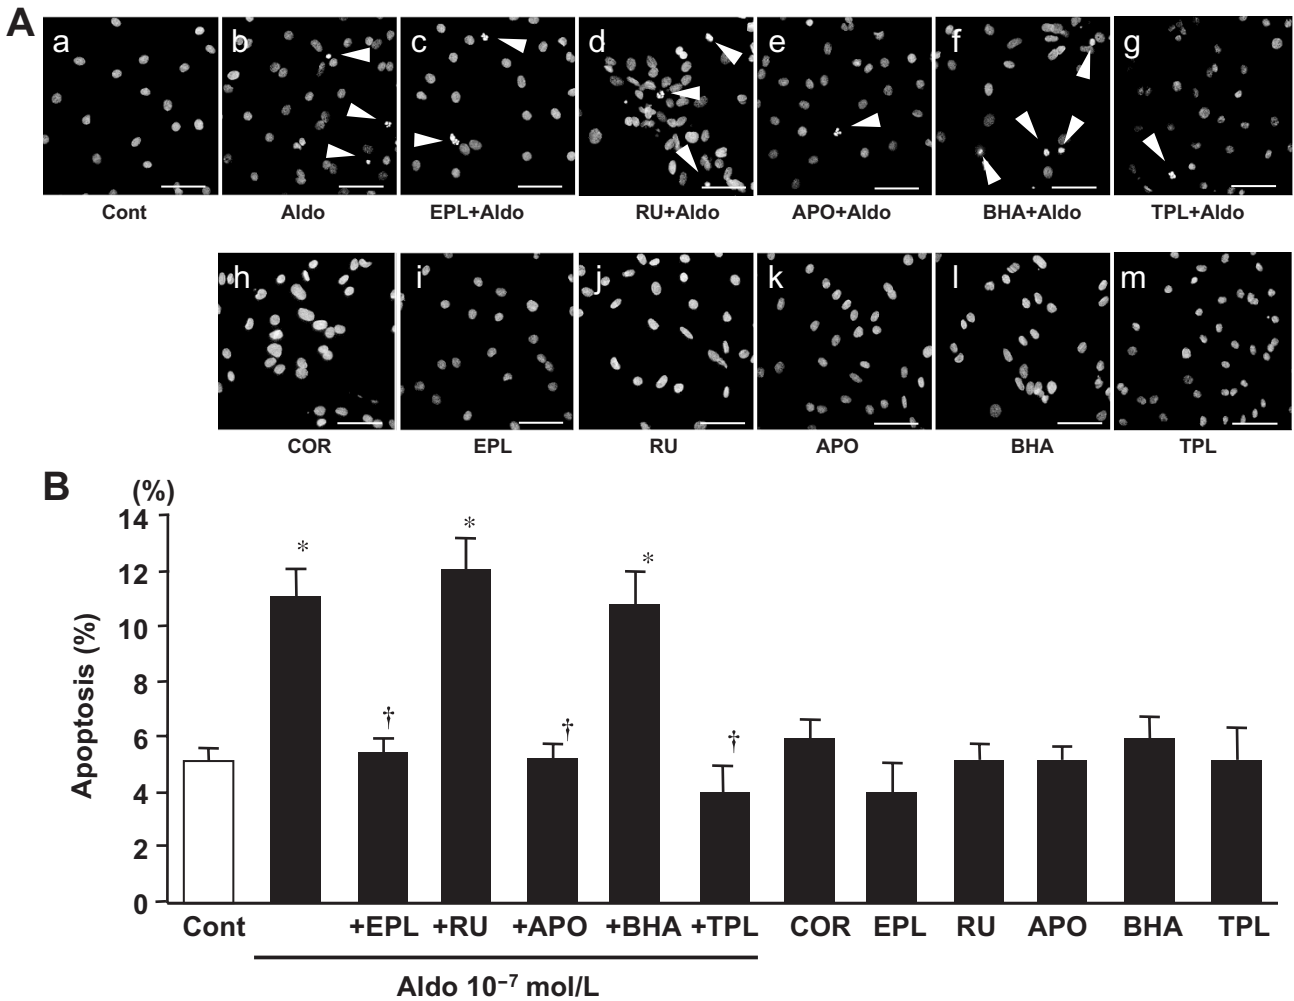 A
a b c d e f g
Cont Aldo EPL+Aldo RU+Aldo APO+Aldo BHA+Aldo TPL+Aldo
h i j k l m
COR EPL RU APO BHA TPL
B
(%)
14
12
10
8
6
4
2
0
Apoptosis (%)
* † * † * †
Cont +EPL +RU +APO +BHA +TPL COR EPL RU APO BHA TPL
Aldo 10⁻⁷ mol/L